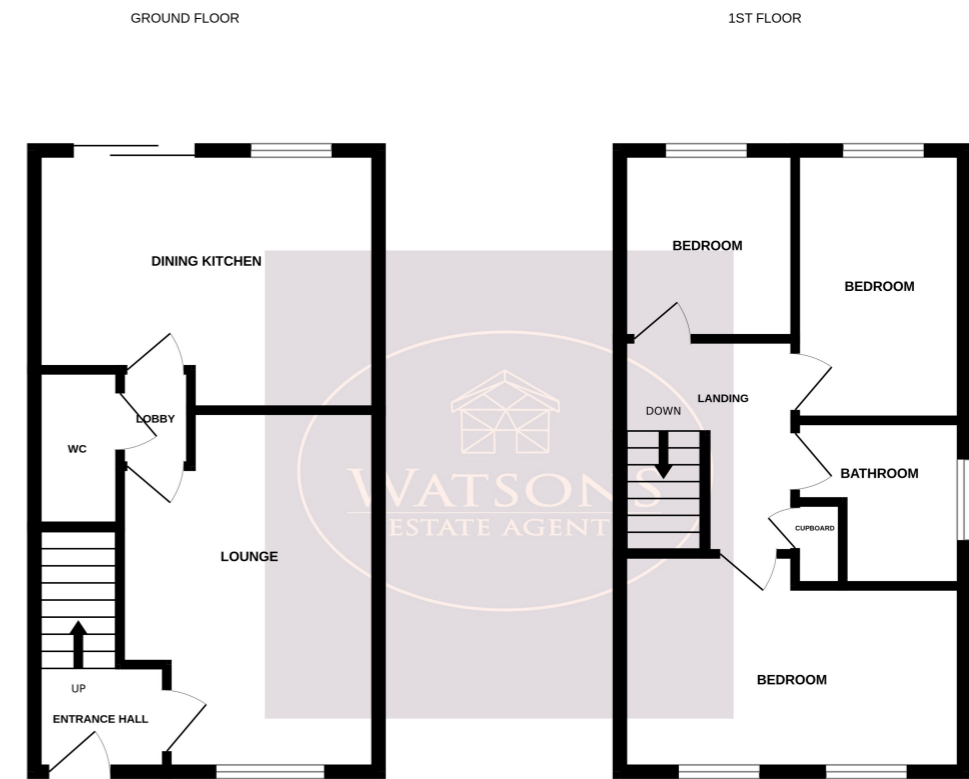 GROUND FLOOR
1ST FLOOR
DINING KITCHEN
LOBBY
WC
LOUNGE
UP
ENTRANCE HALL
BEDROOM
BEDROOM
LANDING
DOWN
BATHROOM
CUPBOARD
BEDROOM
WATSONS
ESTATE AGENT